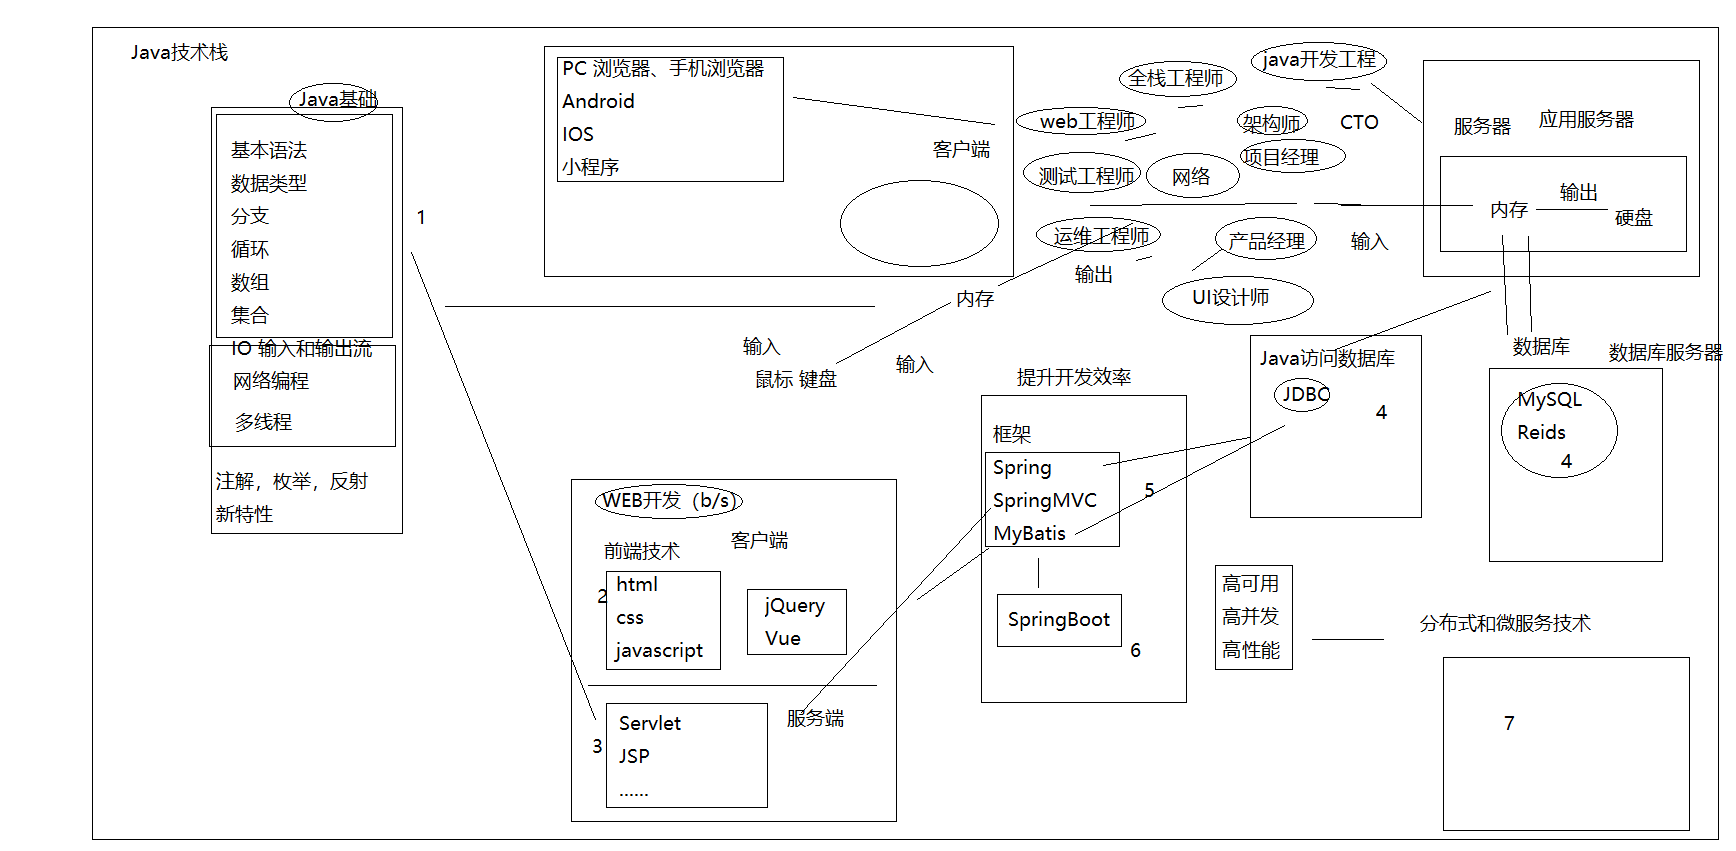 Java技术栈
Java基础
基本语法
数据类型
分支
循环
数组
集合
IO 输入和输出流
网络编程
多线程
注解，枚举，反射
新特性
1
PC 浏览器、手机浏览器
Android
IOS
小程序
客户端
全栈工程师
java开发工程
web工程师
架构师
CTO
项目经理
测试工程师
网络
运维工程师
产品经理
输入
输出
UI设计师
服务器
应用服务器
内存
输出
硬盘
内存
输入
鼠标 键盘
输入
数据库
数据库服务器
MySQL
Reids
4
Java访问数据库
JDBC
4
提升开发效率
框架
Spring
SpringMVC
MyBatis
5
SpringBoot
6
WEB开发（b/s）
前端技术
客户端
2
html
css
javascript
jQuery
Vue
服务端
3
Servlet
JSP
......
高可用
高并发
高性能
分布式和微服务技术
7